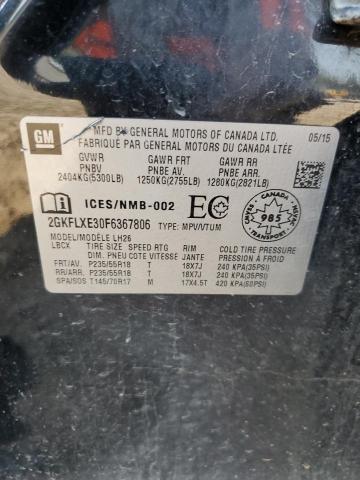 GM
MFD BY GENERAL MOTORS OF CANADA LTD. 05/15
FABRIQUÉ PAR GENERAL MOTORS DU CANADA LTÉE
GVWR GAWR FRT GAWR RR
PNBV PNBE AV. PNBE ARR
2404KG(5300LB) 1250KG(2755LB) 1280KG(2821LB)
ICES/NMB-002 EC
CANADA
CMVSS 985 NSVAC
TRANSPORT
2GKFLXE30F6367806 TYPE: MPV/VTUM
MODEL/MODÈLE LH26
LBCX TIRE SIZE SPEED RTG RIM COLD TIRE PRESSURE
DIM. PNEU COTE VITESSE JANTE PRESSION À FROID
FRT/AV. P235/55R18 T 18X7J 240 KPA(35PSI)
RR/ARR. P235/55R18 T 18X7J 240 KPA(35PSI)
SPA/SOS T145/70R17 M 17X4.5T 420 KPA(60PSI)